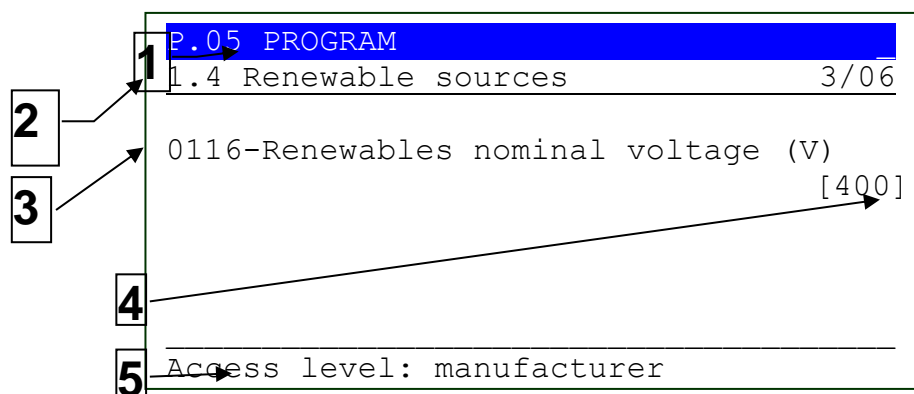 P.05 PROGRAM
1
1.4 Renewable sources 3/06
2
0116-Renewables nominal voltage (V)
[400]
3
4
Access level: manufacturer
5